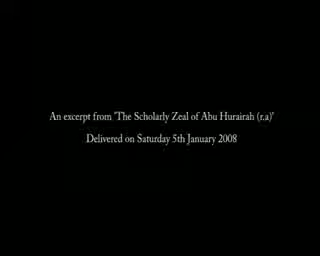 An excerpt from 'The Scholarly Zeal of Abu Hurairah (r.a)'
Delivered on Saturday 5th January 2008